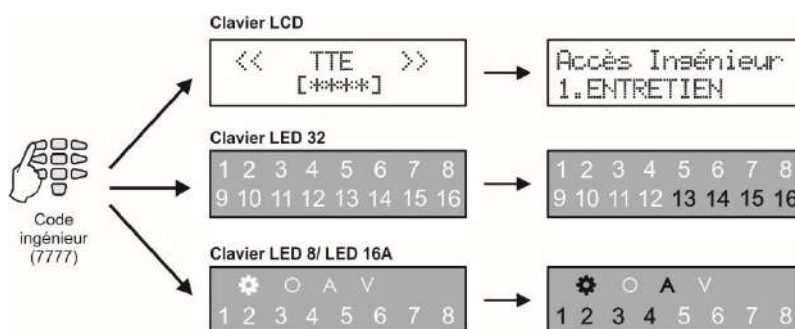 Clavier LCD
<< TTE >>
[****]
Accès Ingénieur
1.ENTRETIEN
Clavier LED 32
1 2 3 4 5 6 7 8
9 10 11 12 13 14 15 16
1 2 3 4 5 6 7 8
9 10 11 12 13 14 15 16
Code
ingénieur
(7777)
Clavier LED 8/ LED 16A
O A V
1 2 3 4 5 6 7 8
O A V
1 2 3 4 5 6 7 8